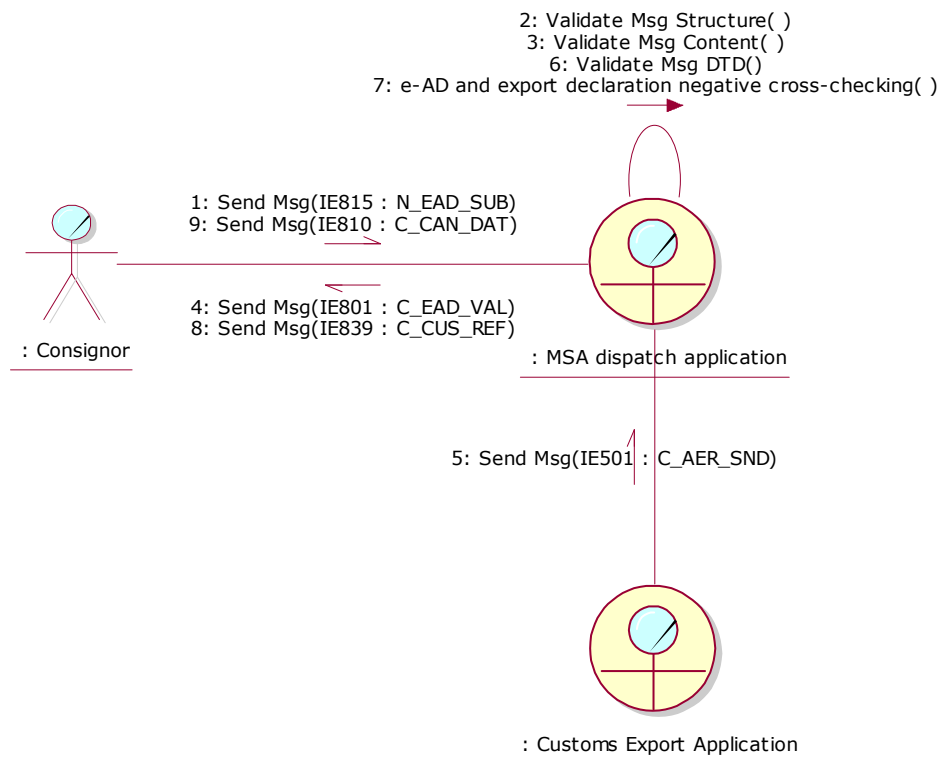 2: Validate Msg Structure( )
3: Validate Msg Content( )
6: Validate Msg DTD()
7: e-AD and export declaration negative cross-checking( )
1: Send Msg(IE815 : N_EAD_SUB)
9: Send Msg(IE810 : C_CAN_DAT)
4: Send Msg(IE801 : C_EAD_VAL)
8: Send Msg(IE839 : C_CUS_REF)
: Consignor
: MSA dispatch application
5: Send Msg(IE501 : C_AER_SND)
: Customs Export Application